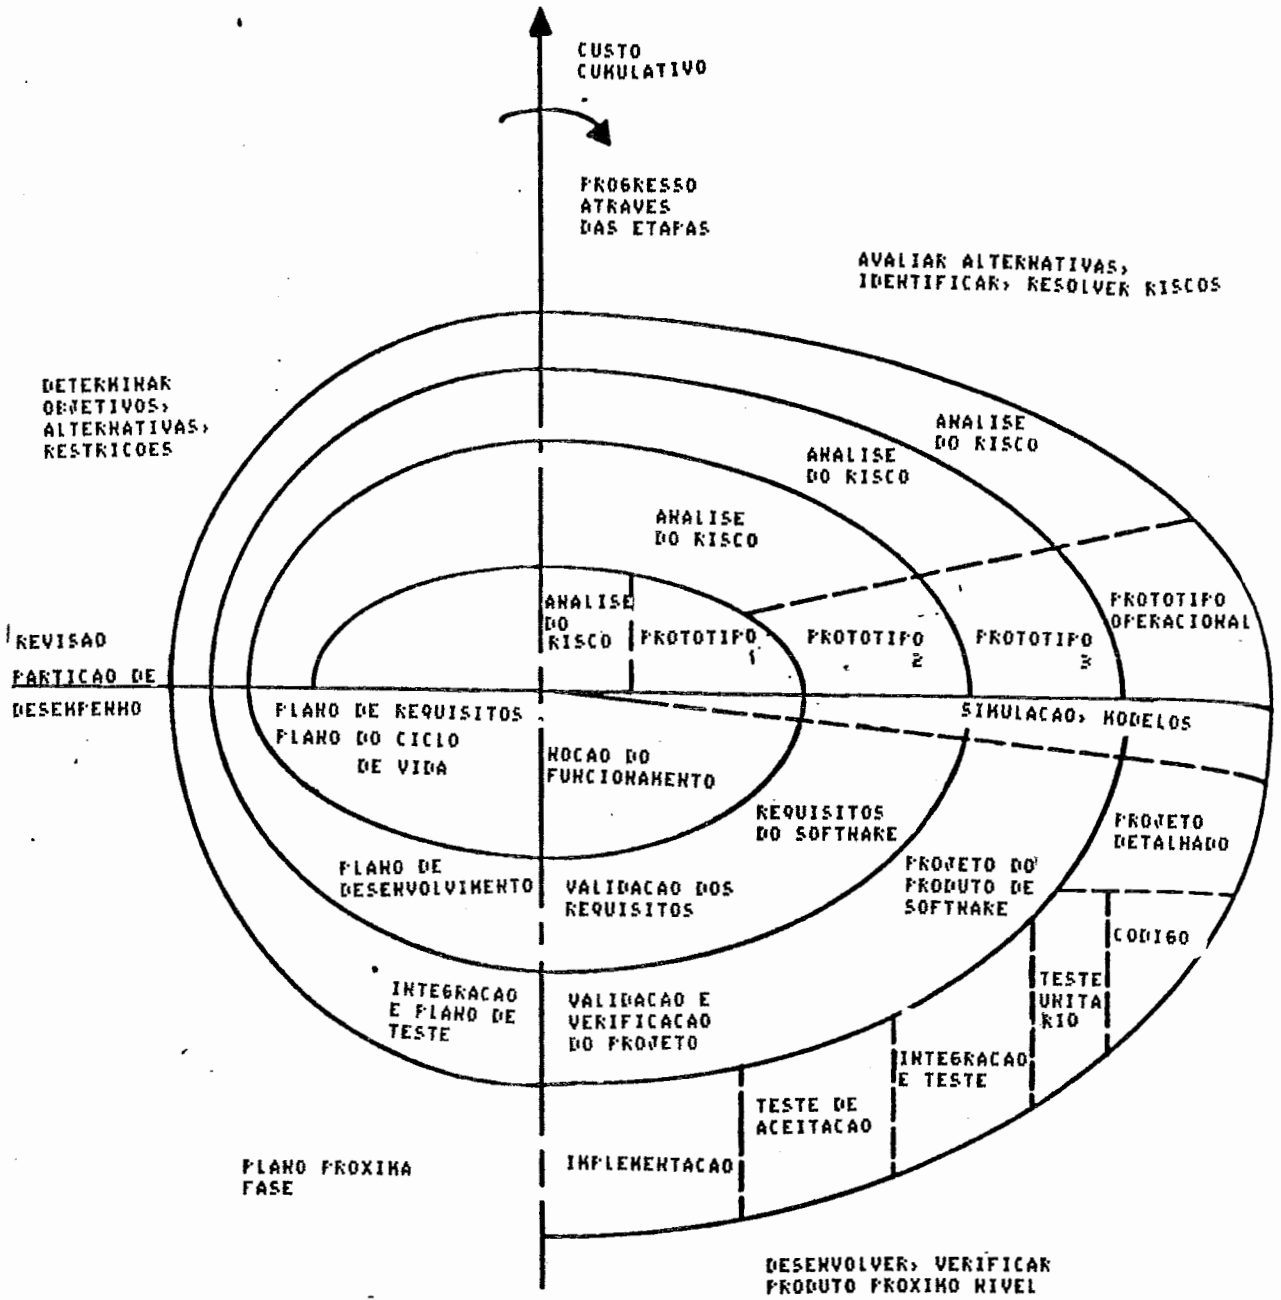 CUSTO
CUMULATIVO
PROGRESSO
ATRAVES
DAS ETAPAS
AVALIAR ALTERNATIVAS,
IDENTIFICAR, RESOLVER RISCOS
DETERMINAR
OBJETIVOS,
ALTERNATIVAS,
RESTRICOES
ANALISE
DO RISCO
ANALISE
DO RISCO
ANALISE
DO RISCO
ANALISE
DO
RISCO
PROTOTIPO
1
PROTOTIPO
2
PROTOTIPO
3
PROTOTIPO
OPERACIONAL
REVISAO
PARTICAO DE
DESEMPENHO
PLANO DE REQUISITOS
PLANO DO CICLO
DE VIDA
NOCAO DO
FUNCIONAMENTO
SIMULACAO, MODELOS
REQUISITOS
DO SOFTWARE
PROJETO DO
PRODUTO DE
SOFTWARE
PROJETO
DETALHADO
PLANO DE
DESENVOLVIMENTO
VALIDACAO DOS
REQUISITOS
CODIGO
TESTE
UNITA
RIO
INTEGRACAO
E PLANO DE
TESTE
VALIDACAO E
VERIFICACAO
DO PROJETO
INTEGRACAO
E TESTE
TESTE DE
ACEITACAO
IMPLEMENTACAO
PLANO PROXIMA
FASE
DESENVOLVER, VERIFICAR
PRODUTO PROXIMO NIVEL